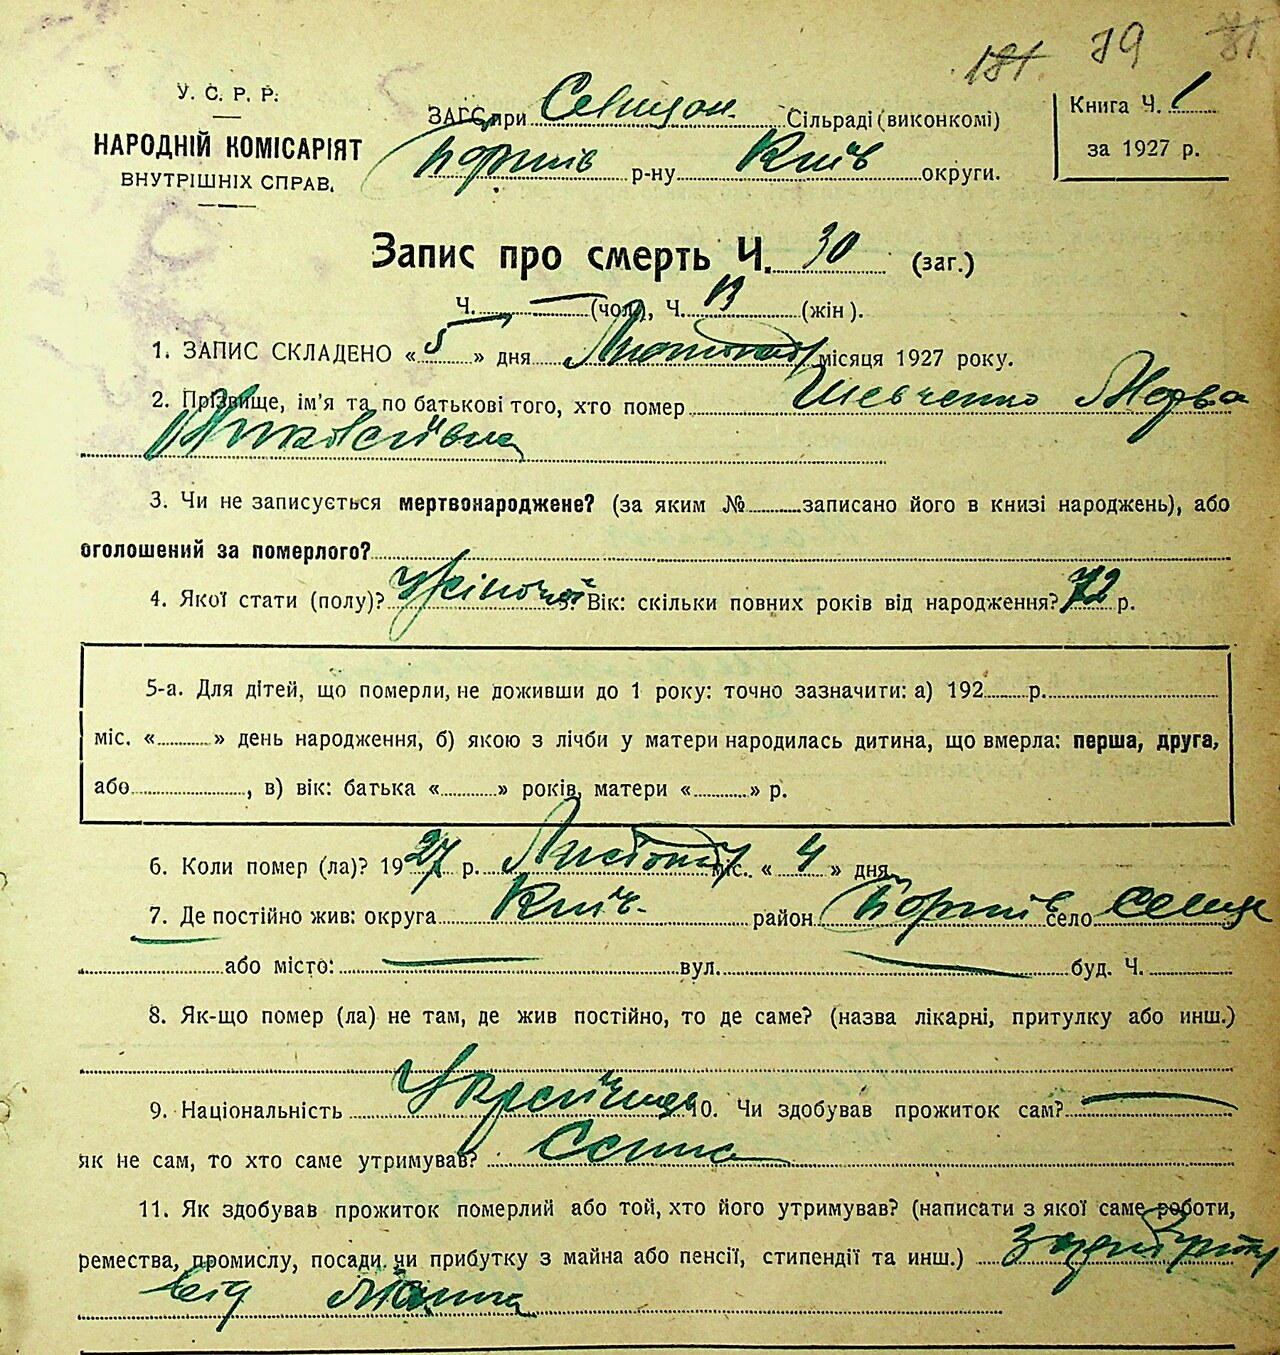 181 79 81
У. С. Р. Р.
НАРОДНІЙ КОМІСАРІЯТ
ВНУТРІШНІХ СПРАВ.
ЗАГС при Сільраді (виконкомі)
р-ну Київ округи.
Книга Ч. 1
за 1927 р.
Запис про смерть Ч. 30 (заг.)
Ч. — (чол.), Ч. 13 (жін).
1. ЗАПИС СКЛАДЕНО «5» дня Листопад місяця 1927 року.
2. Прізвище, ім'я та по батькові того, хто помер Шевченко
3. Чи не записується мертвонароджене? (за яким № записано його в книзі народжень), або
оголошений за померлого?
4. Якої стати (полу)? Жіночої 5. Вік: скільки повних років від народження? 72 р.
5-а. Для дітей, що померли, не доживши до 1 року: точно зазначити: а) 192 р.
міс. « » день народження, б) якою з лічби у матери народилась дитина, що вмерла: перша, друга,
або , в) вік: батька « » років, матери « » р.
6. Коли помер (ла)? 1927 р. Листопад міс. «4» дня
7. Де постійно жив: округа Київ. район село
або місто: — вул. — буд. Ч.
8. Як-що помер (ла) не там, де жив постійно, то де саме? (назва лікарні, притулку або инш.)
9. Національність 10. Чи здобував прожиток сам? —
як не сам, то хто саме утримував?
11. Як здобував прожиток померлий або той, хто його утримував? (написати з якої саме роботи,
ремества, промислу, посади чи прибутку з майна або пенсії, стипендії та инш.)
від